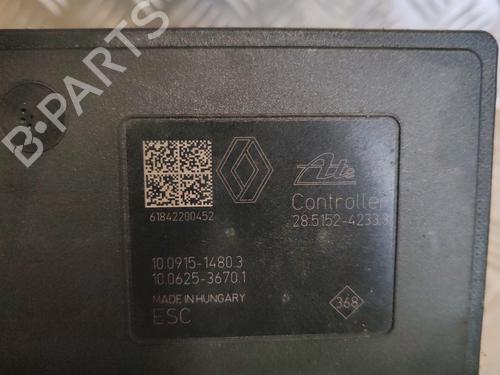 B-PARTS
Ate
Controller
61842200452
28.5152-4233.3
10.0915-1480.3
10.0625-3670.1
MADE IN HUNGARY
368
ESC